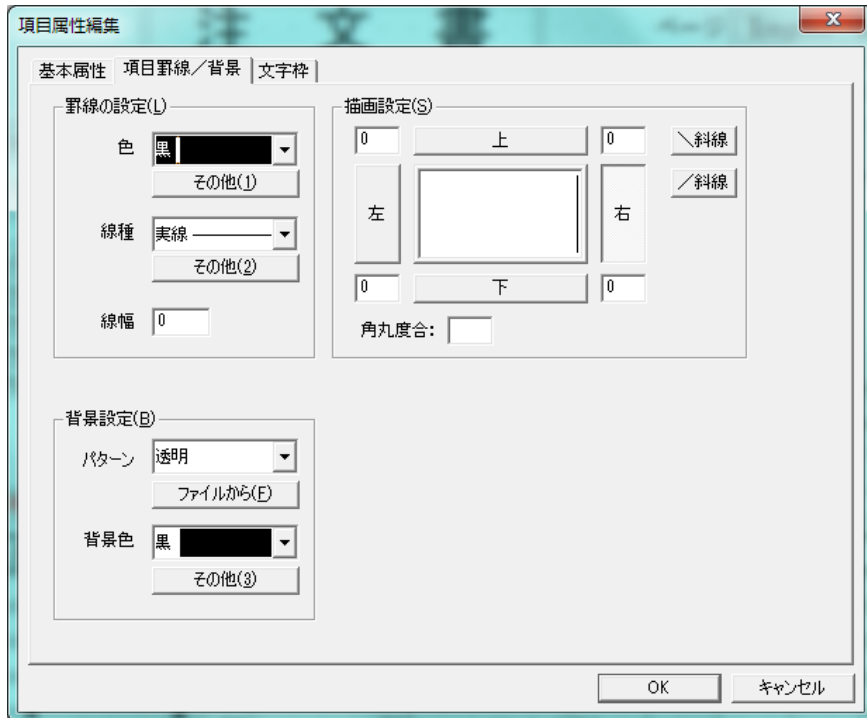 項目属性編集
注文書
基本属性 項目罫線／背景 文字枠
罫線の設定(L)
色 黒
その他(1)
線種 実線
その他(2)
線幅 0
描画設定(S)
0 上 0 ＼斜線
左 右 ／斜線
0 下 0
角丸度合：
背景設定(B)
パターン 透明
ファイルから(F)
背景色 黒
その他(3)
OK キャンセル